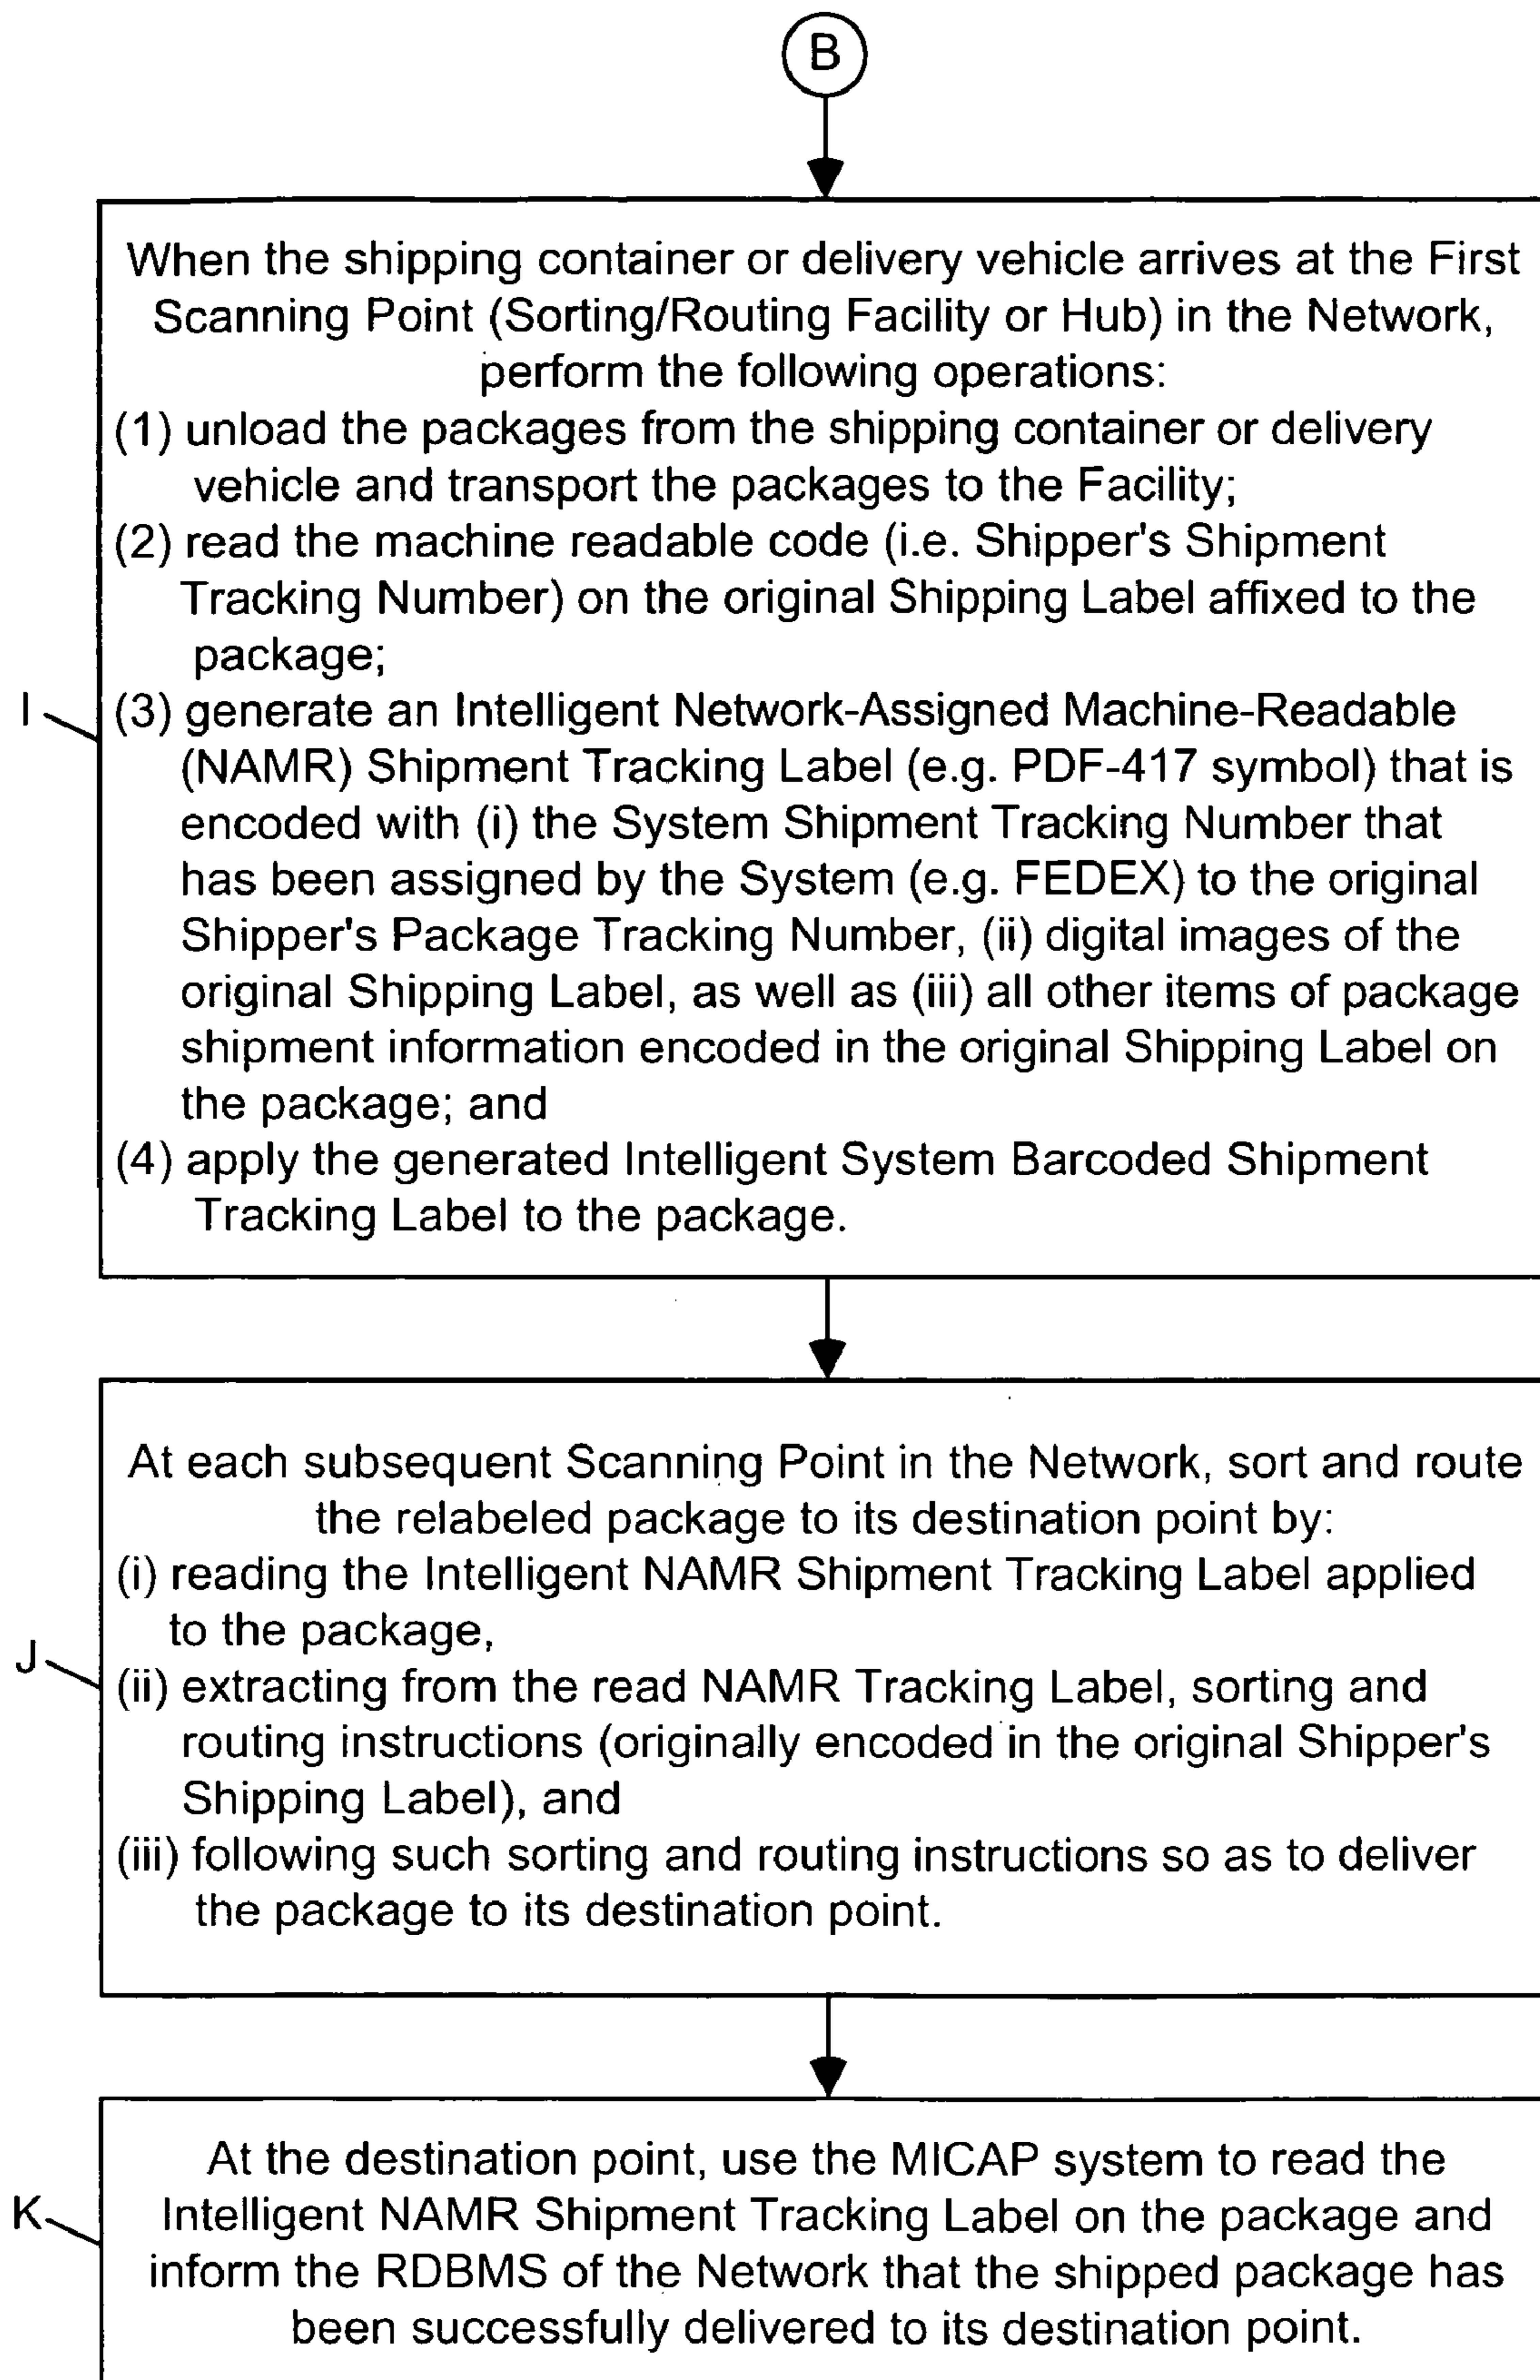 B
When the shipping container or delivery vehicle arrives at the First
Scanning Point (Sorting/Routing Facility or Hub) in the Network,
perform the following operations:
(1) unload the packages from the shipping container or delivery
vehicle and transport the packages to the Facility;
(2) read the machine readable code (i.e. Shipper's Shipment
Tracking Number) on the original Shipping Label affixed to the
package;
I
(3) generate an Intelligent Network-Assigned Machine-Readable
(NAMR) Shipment Tracking Label (e.g. PDF-417 symbol) that is
encoded with (i) the System Shipment Tracking Number that
has been assigned by the System (e.g. FEDEX) to the original
Shipper's Package Tracking Number, (ii) digital images of the
original Shipping Label, as well as (iii) all other items of package
shipment information encoded in the original Shipping Label on
the package; and
(4) apply the generated Intelligent System Barcoded Shipment
Tracking Label to the package.
At each subsequent Scanning Point in the Network, sort and route
the relabeled package to its destination point by:
(i) reading the Intelligent NAMR Shipment Tracking Label applied
to the package,
J
(ii) extracting from the read NAMR Tracking Label, sorting and
routing instructions (originally encoded in the original Shipper's
Shipping Label), and
(iii) following such sorting and routing instructions so as to deliver
the package to its destination point.
At the destination point, use the MICAP system to read the
K
Intelligent NAMR Shipment Tracking Label on the package and
inform the RDBMS of the Network that the shipped package has
been successfully delivered to its destination point.